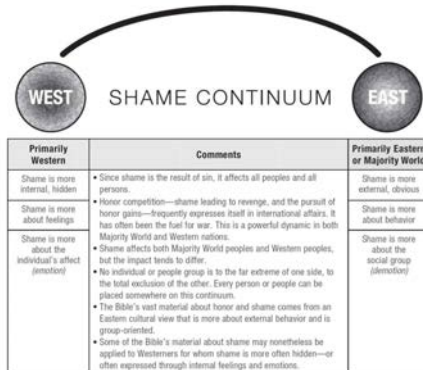 WEST
SHAME CONTINUUM
EAST
Primarily
Western
Comments
Primarily Eastern
or Majority World
Shame is more
internal, hidden
Shame is more
about feelings
Shame is more
about the
individual's affect
(emotion)
• Since shame is the result of sin, it affects all peoples and all
persons.
• Honor competition—shame leading to revenge, and the pursuit of
honor gains—frequently expresses itself in international affairs. It
has often been the fuel for war. This is a powerful dynamic in both
Majority World and Western nations.
• Shame affects both Majority World peoples and Western peoples,
but the impact tends to differ.
• No individual or people group is to the far extreme of one side, to
the total exclusion of the other. Every person or people can be
placed somewhere on this continuum.
• The Bible's vast material about honor and shame comes from an
Eastern cultural view that is more about external behavior and is
group-oriented.
• Some of the Bible's material about shame may nonetheless be
applied to Westerners for whom shame is more often hidden—or
often expressed through internal feelings and emotions.
Shame is more
external, obvious
Shame is more
about behavior
Shame is more
about the
social group
(demotion)